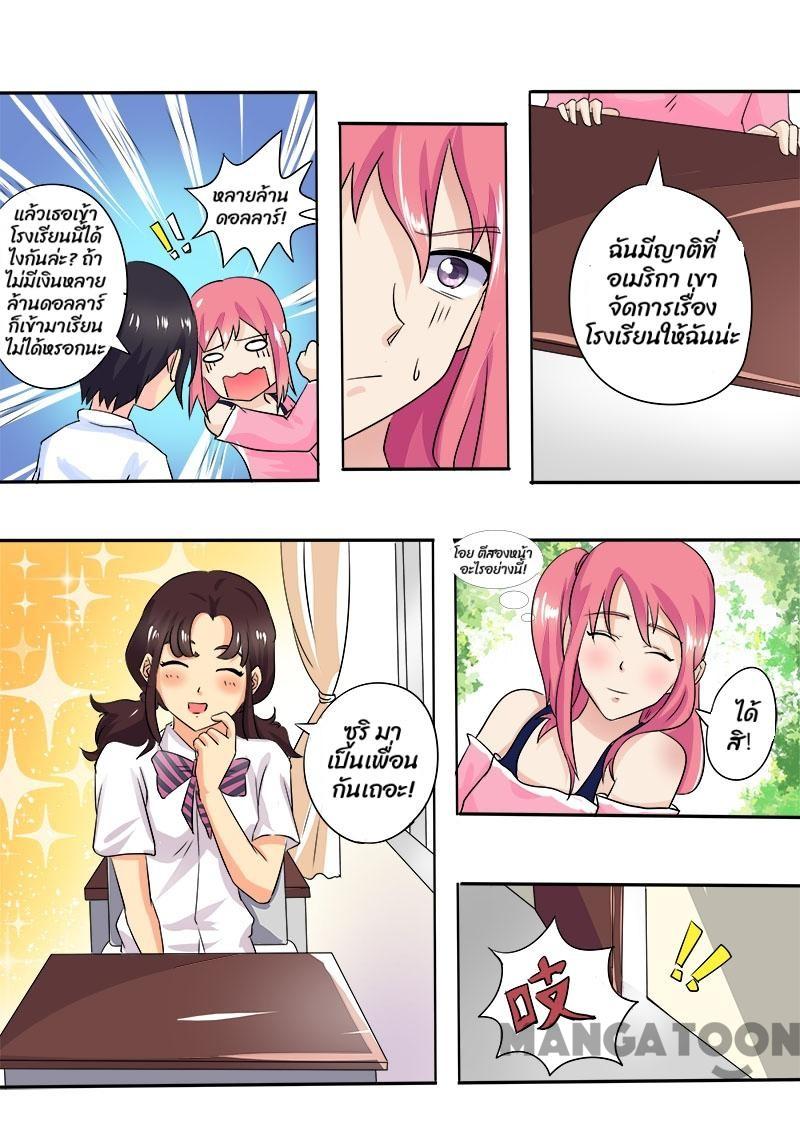 แล้วเธอเข้า
โรงเรียนนี้ได้
ไงกันล่ะ? ถ้า
ไม่มีเงินหลาย
ล้านดอลลาร์
ก็เข้ามาเรียน
ไม่ได้หรอกนะ
หลายล้าน
ดอลลาร์!
ฉันมีญาติที่
อเมริกา เขา
จัดการเรื่อง
โรงเรียนให้ฉันน่ะ
ซูริ มา
เป็นเพื่อน
กันเถอะ!
โอย ตีสองหน้า
อะไรอย่างนี้!
ได้
สิ!
吱
MANGATOON